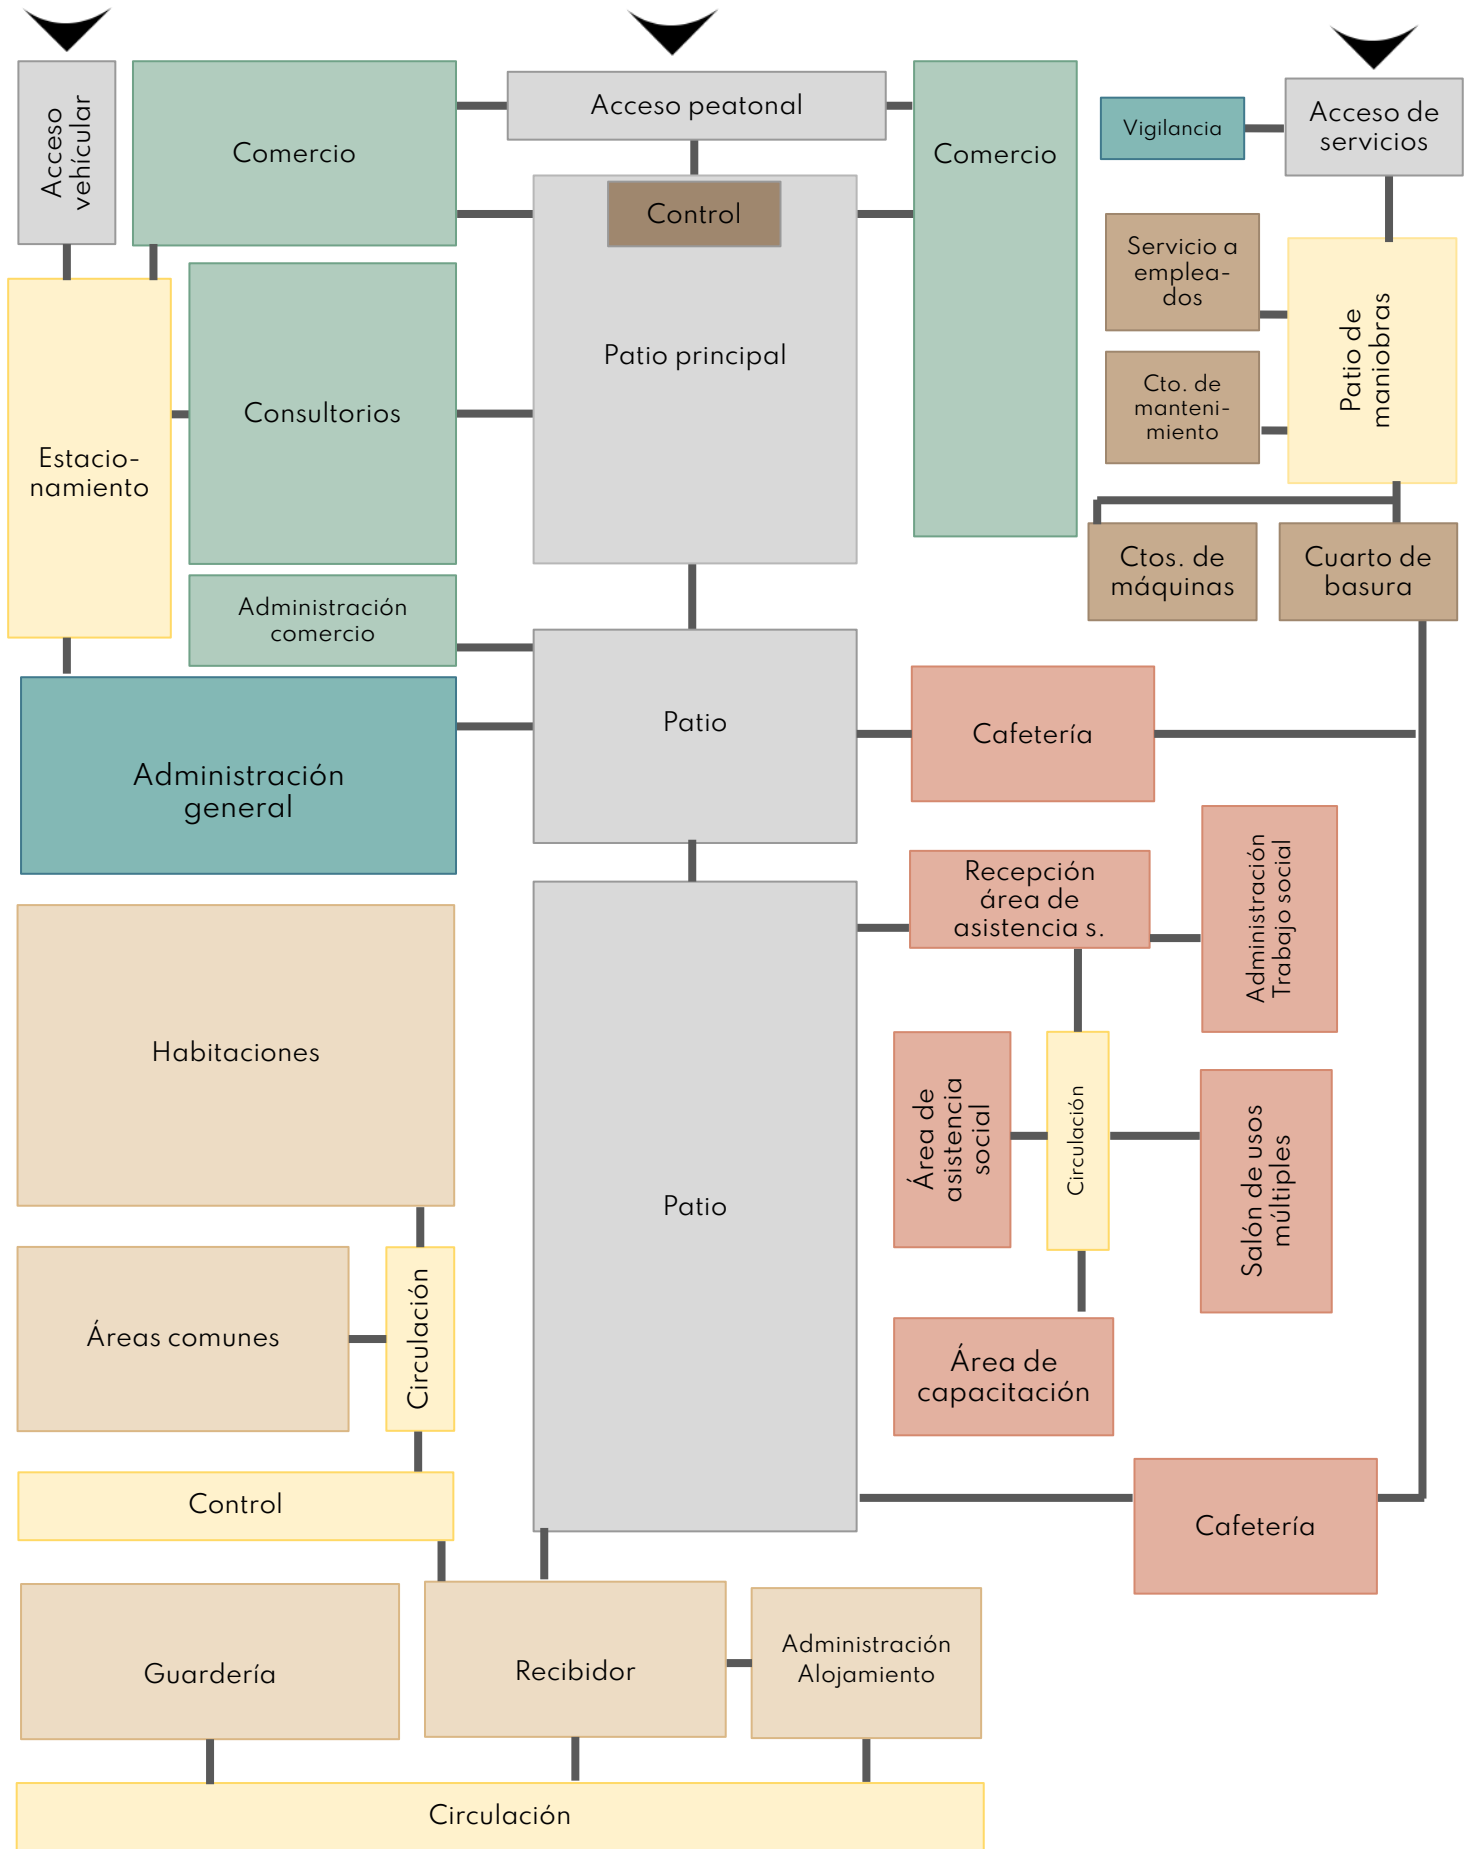 Acceso
vehícular
Comercio
Acceso peatonal
Comercio
Vigilancia
Acceso de
servicios
Control
Servicio a
emplea-
dos
Patio de
maniobras
Patio principal
Cto. de
manteni-
miento
Consultorios
Estacio-
namiento
Ctos. de
máquinas
Cuarto de
basura
Administración
comercio
Patio
Cafetería
Administración
general
Recepción
área de
asistencia s.
Administración
Trabajo social
Habitaciones
Área de
asistencia
social
Circulación
Salón de usos
múltiples
Patio
Áreas comunes
Circulación
Área de
capacitación
Control
Cafetería
Guardería
Recibidor
Administración
Alojamiento
Circulación